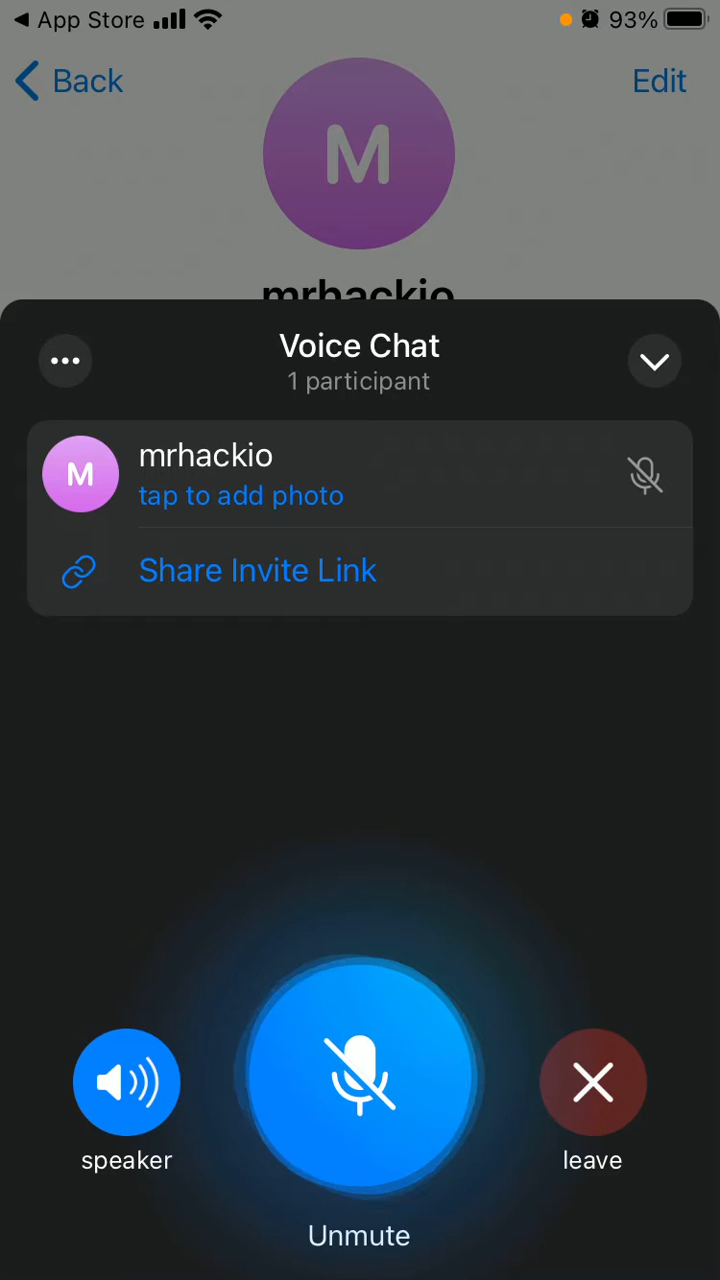 App Store
93%
Back
Edit
M
mrhackio
Voice Chat
1 participant
M
mrhackio
tap to add photo
Share Invite Link
speaker
leave
Unmute